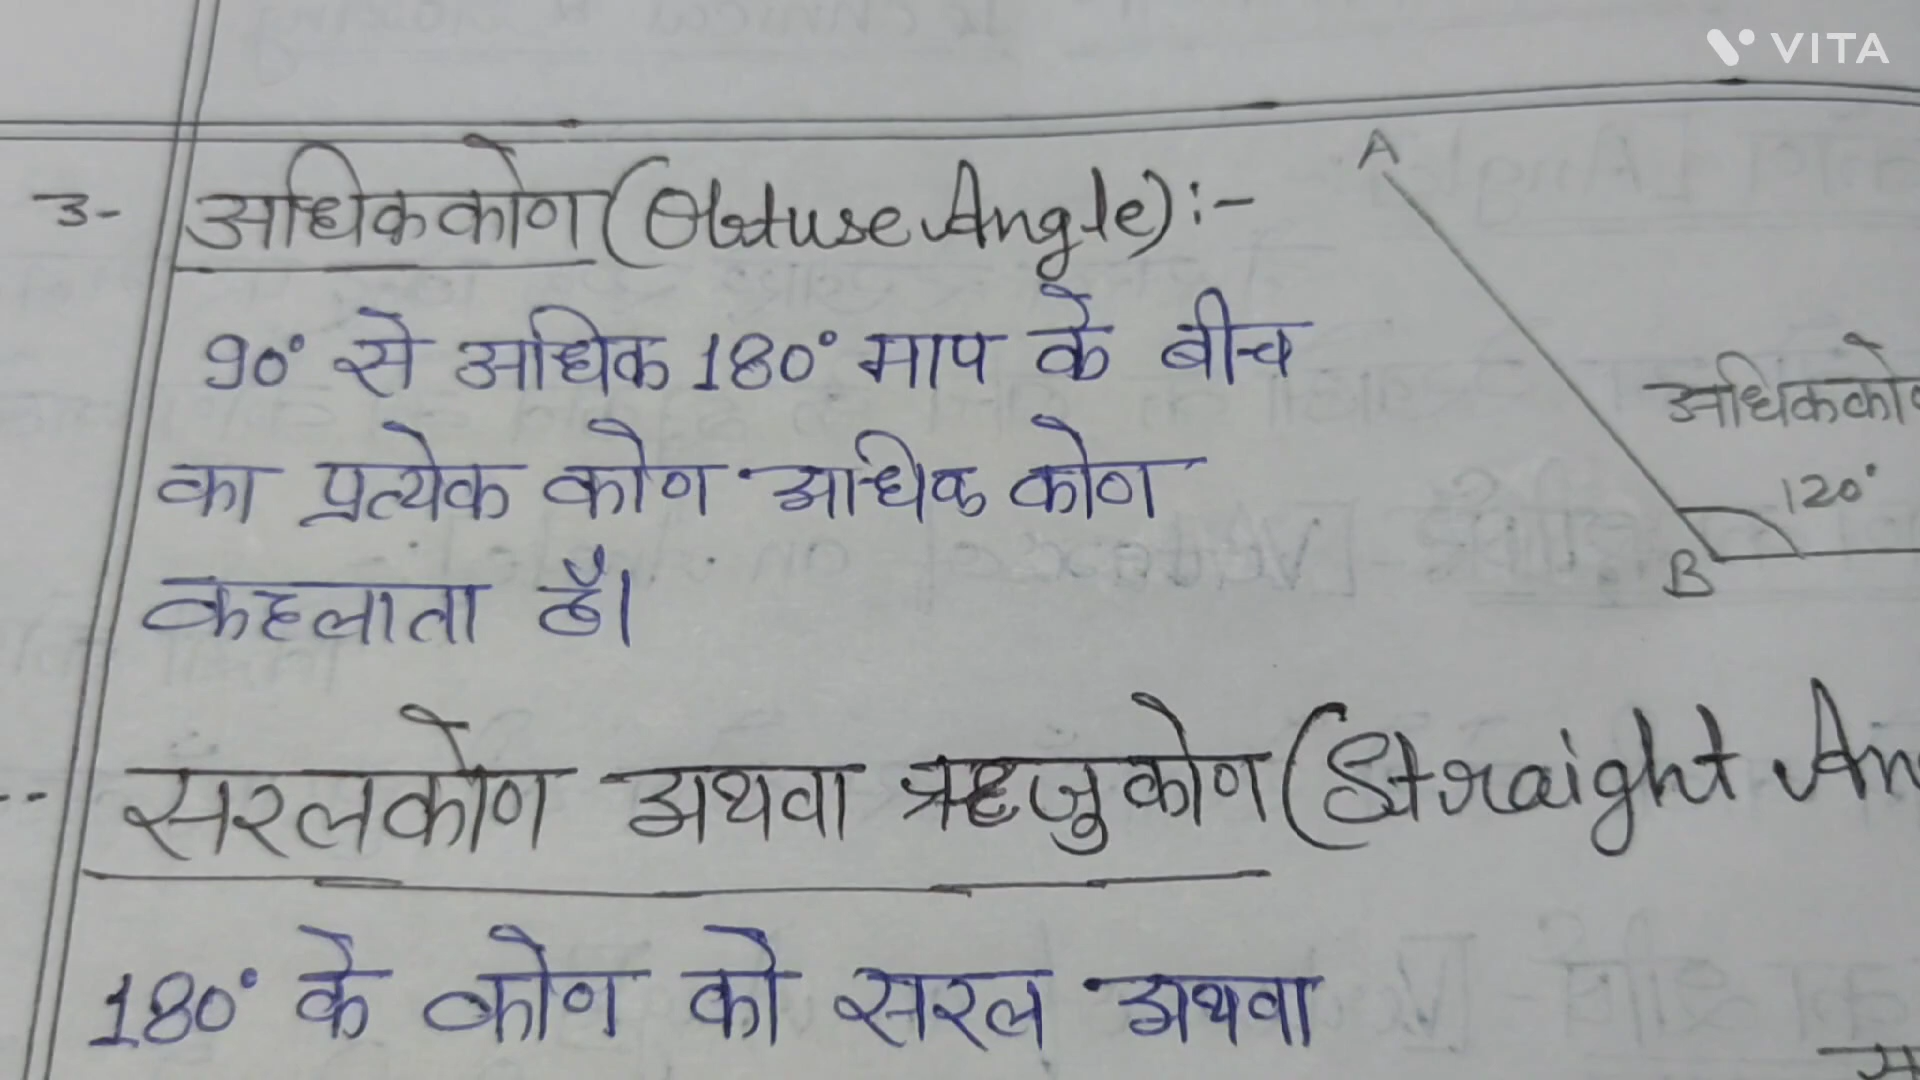 VITA
3- अधिककोण (Obtuse Angle):-
90° से अधिक 180° माप के बीच
का प्रत्येक कोण अधिक कोण
कहलाता है।
A
अधिकको
120°
B
सरलकोण अथवा ऋजुकोण (Straight An
180° के कोण को सरल अथवा